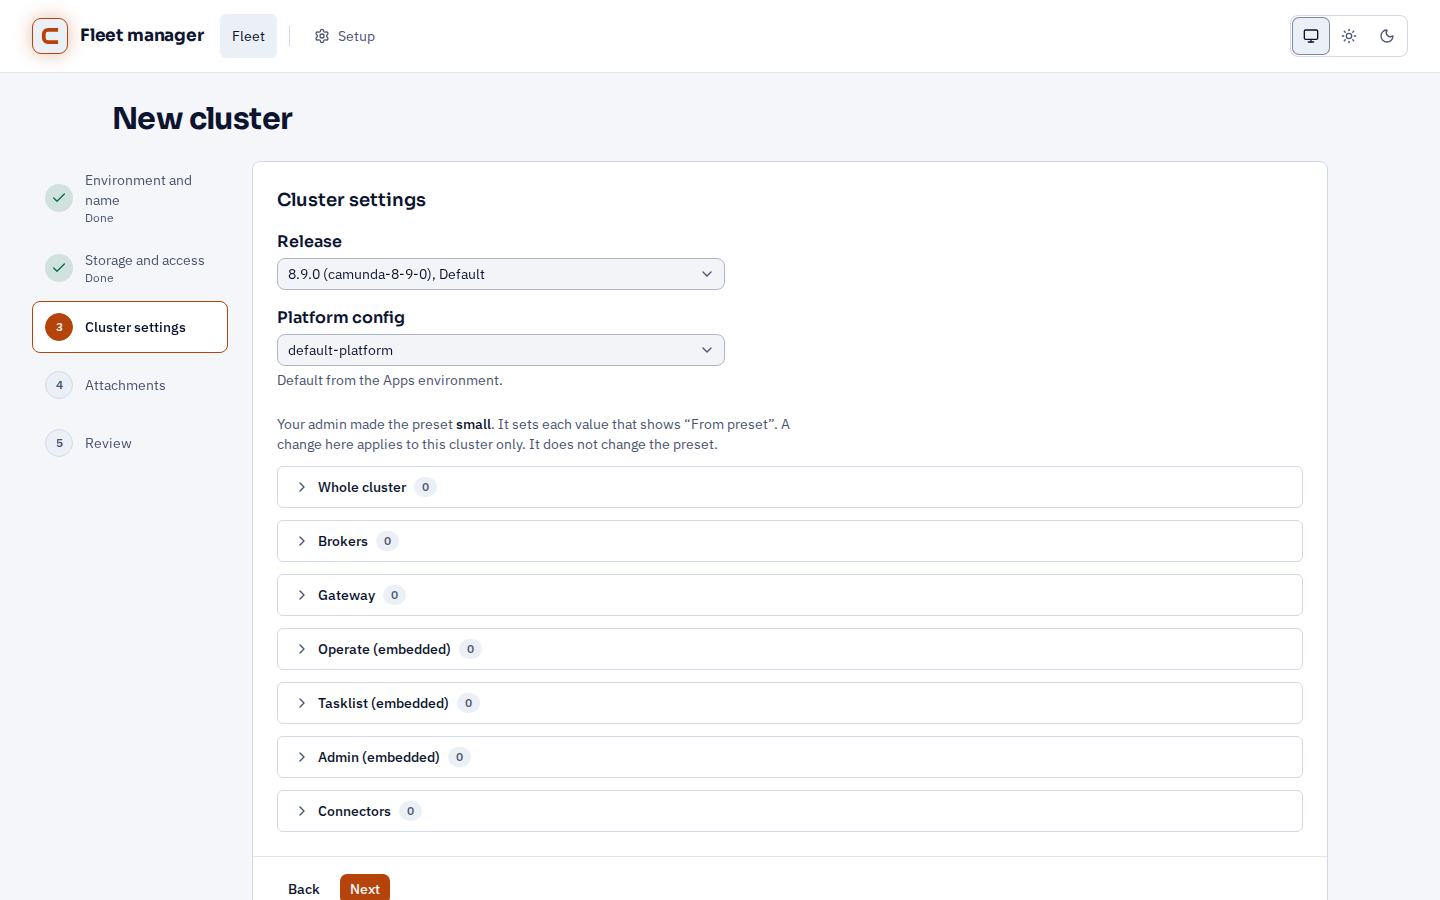 Fleet manager
Fleet
Setup
New cluster
Environment and
name
Done
Storage and access
Done
3
Cluster settings
4
Attachments
5
Review
Cluster settings
Release
8.9.0 (camunda-8-9-0), Default
Platform config
default-platform
Default from the Apps environment.
Your admin made the preset small. It sets each value that shows “From preset”. A
change here applies to this cluster only. It does not change the preset.
Whole cluster 0
Brokers 0
Gateway 0
Operate (embedded) 0
Tasklist (embedded) 0
Admin (embedded) 0
Connectors 0
Back
Next